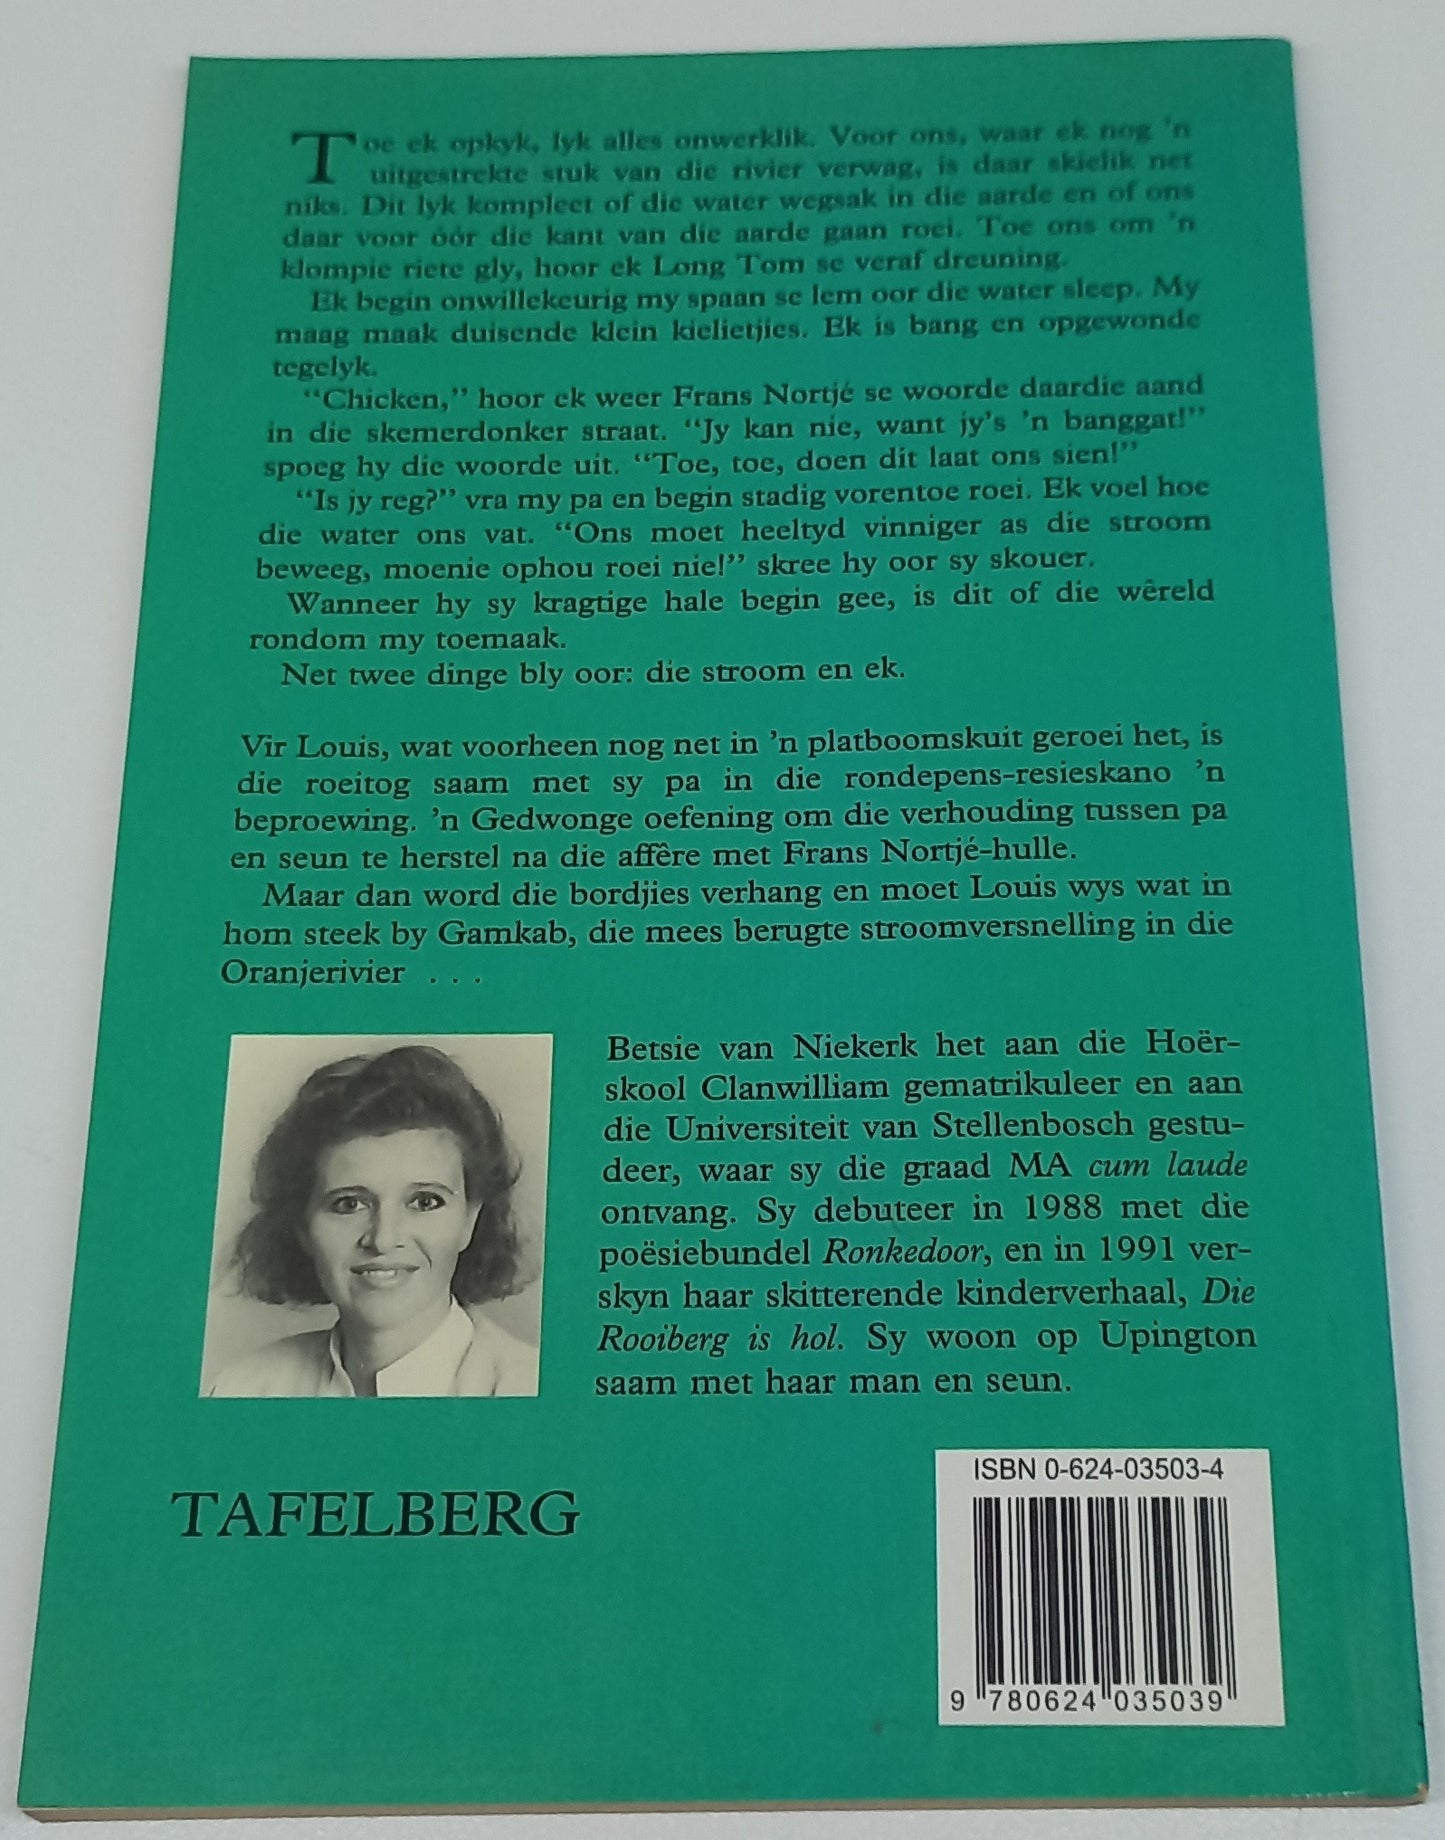 Toe ek opkyk, lyk alles onwerklik. Voor ons, waar ek nog 'n
uitgestrekte stuk van die rivier verwag, is daar skielik net
niks. Dit lyk kompleet of die water wegsak in die aarde en of ons
daar voor óór die kant van die aarde gaan roei. Toe ons om 'n
klompie riete gly, hoor ek Long Tom se veraf dreuning.
Ek begin onwillekeurig my spaan se lem oor die water sleep. My
maag maak duisende klein kielietjies. Ek is bang en opgewonde
tegelyk.
"Chicken," hoor ek weer Frans Nortjé se woorde daardie aand
in die skemerdonker straat. "Jy kan nie, want jy's 'n banggat!"
spoeg hy die woorde uit. "Toe, toe, doen dit laat ons sien!"
"Is jy reg?" vra my pa en begin stadig vorentoe roei. Ek voel hoe
die water ons vat. "Ons moet heeltyd vinniger as die stroom
beweeg, moenie ophou roei nie!" skree hy oor sy skouer.
Wanneer hy sy kragtige hale begin gee, is dit of die wêreld
rondom my toemaak.
Net twee dinge bly oor: die stroom en ek.
Vir Louis, wat voorheen nog net in 'n platboomskuit geroei het, is
die roeitog saam met sy pa in die rondepens-resieskano 'n
beproewing. 'n Gedwonge oefening om die verhouding tussen pa
en seun te herstel na die affêre met Frans Nortjé-hulle.
Maar dan word die bordjies verhang en moet Louis wys wat in
hom steek by Gamkab, die mees berugte stroomversnelling in die
Oranjerivier . . .
Betsie van Niekerk het aan die Hoër-
skool Clanwilliam gematrikuleer en aan
die Universiteit van Stellenbosch gestu-
deer, waar sy die graad MA cum laude
ontvang. Sy debuteer in 1988 met die
poësiebundel Ronkedoor, en in 1991 ver-
skyn haar skitterende kinderverhaal, Die
Rooiberg is hol. Sy woon op Upington
saam met haar man en seun.
TAFELBERG
ISBN 0-624-03503-4
9 780624 035039